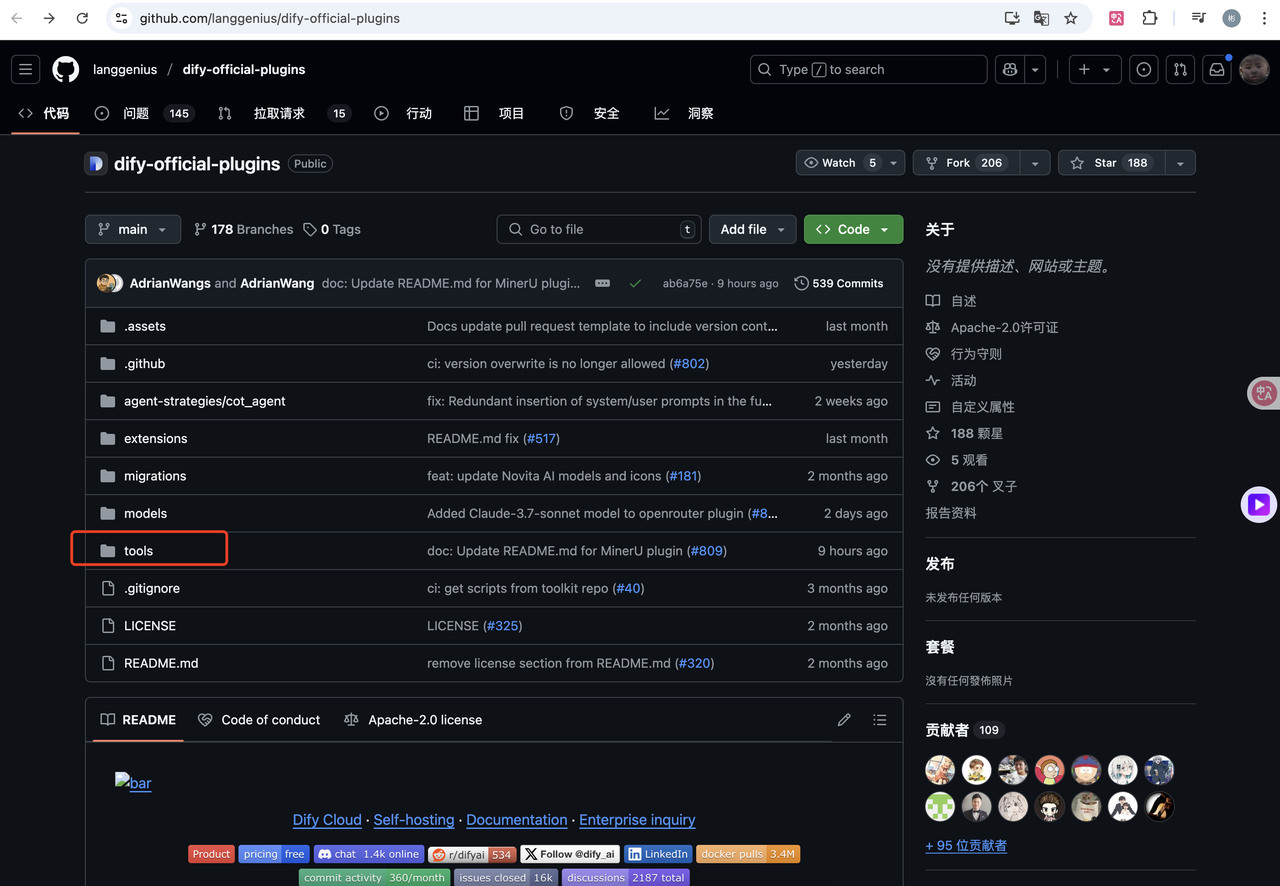 github.com/langgenius/dify-official-plugins
langgenius / dify-official-plugins
Type / to search
代码 问题 145 拉取请求 15 行动 项目 安全 洞察
dify-official-plugins Public
Watch 5 Fork 206 Star 188
main 178 Branches 0 Tags Go to file t Add file Code
AdrianWangs and AdrianWang doc: Update README.md for MinerU plugi... ab6a75e · 9 hours ago 539 Commits
.assets Docs update pull request template to include version cont... last month
.github ci: version overwrite is no longer allowed (#802) yesterday
agent-strategies/cot_agent fix: Redundant insertion of system/user prompts in the fu... 2 weeks ago
extensions README.md fix (#517) last month
migrations feat: update Novita AI models and icons (#181) 2 months ago
models Added Claude-3.7-sonnet model to openrouter plugin (#8... 2 days ago
tools doc: Update README.md for MinerU plugin (#809) 9 hours ago
.gitignore ci: get scripts from toolkit repo (#40) 3 months ago
LICENSE LICENSE (#325) 2 months ago
README.md remove license section from README.md (#320) 2 months ago
README Code of conduct Apache-2.0 license
bar
Dify Cloud · Self-hosting · Documentation · Enterprise inquiry
Product pricing free chat 1.4k online r/difyai 534 Follow @dify_ai LinkedIn docker pulls 3.4M
commit activity 360/month issues closed 16k discussions 2187 total
关于
没有提供描述、网站或主题。
自述
Apache-2.0许可证
行为守则
活动
自定义属性
188 颗星
5 观看
206个 叉子
报告资料
发布
未发布任何版本
套餐
沒有任何發佈照片
贡献者 109
+ 95 位贡献者